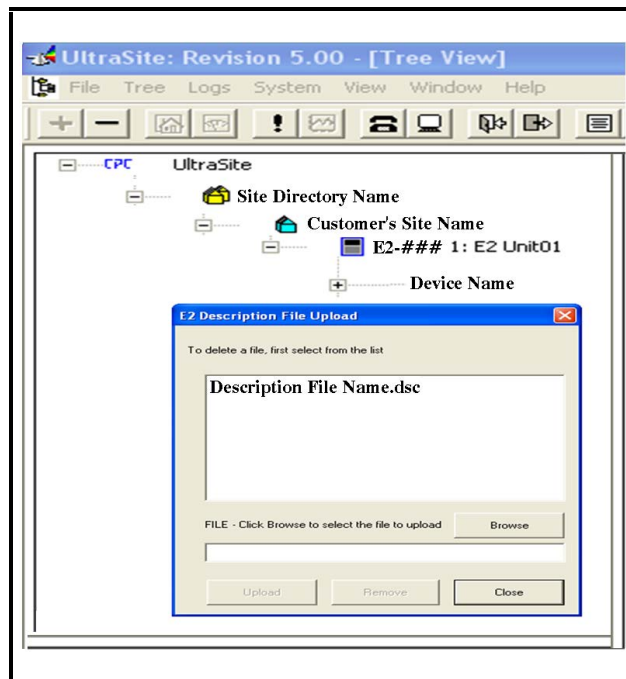 UltraSite: Revision 5.00 - [Tree View]
File Tree Logs System View Window Help
CPC UltraSite
Site Directory Name
Customer's Site Name
E2-### 1: E2 Unit01
Device Name
E2 Description File Upload
To delete a file, first select from the list
Description File Name.dsc
FILE - Click Browse to select the file to upload Browse
Upload Remove Close